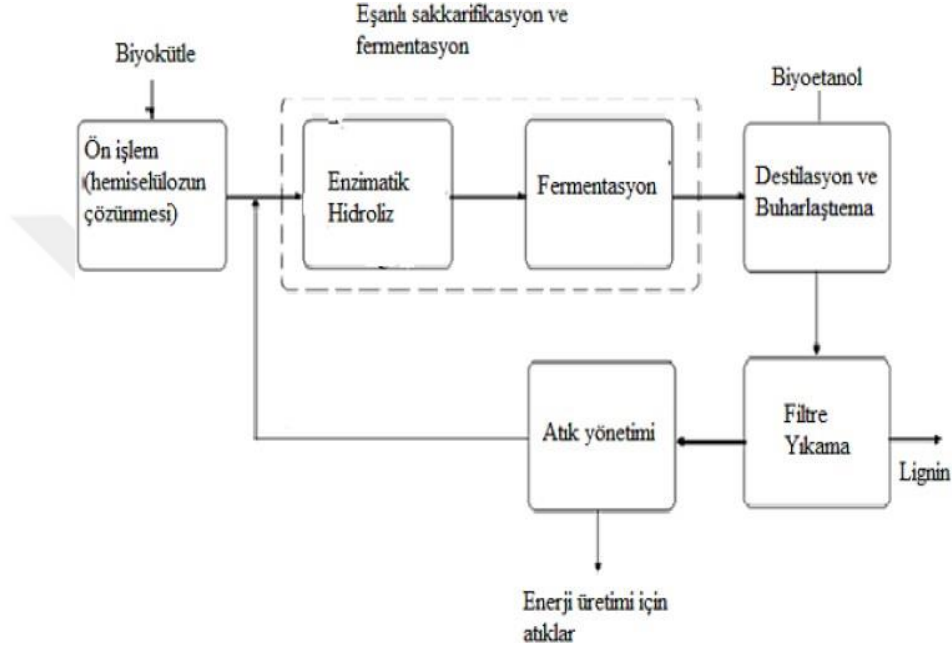 Eşanlı sakkarifikasyon ve
fermentasyon
Biyokütle
Biyoetanol
Ön işlem
(hemiselülozun
çözünmesi)
Enzimatik
Hidroliz
Fermentasyon
Destilasyon ve
Buharlaştıema
Atık yönetimi
Filtre
Yıkama
Lignin
Enerji üretimi için
atıklar